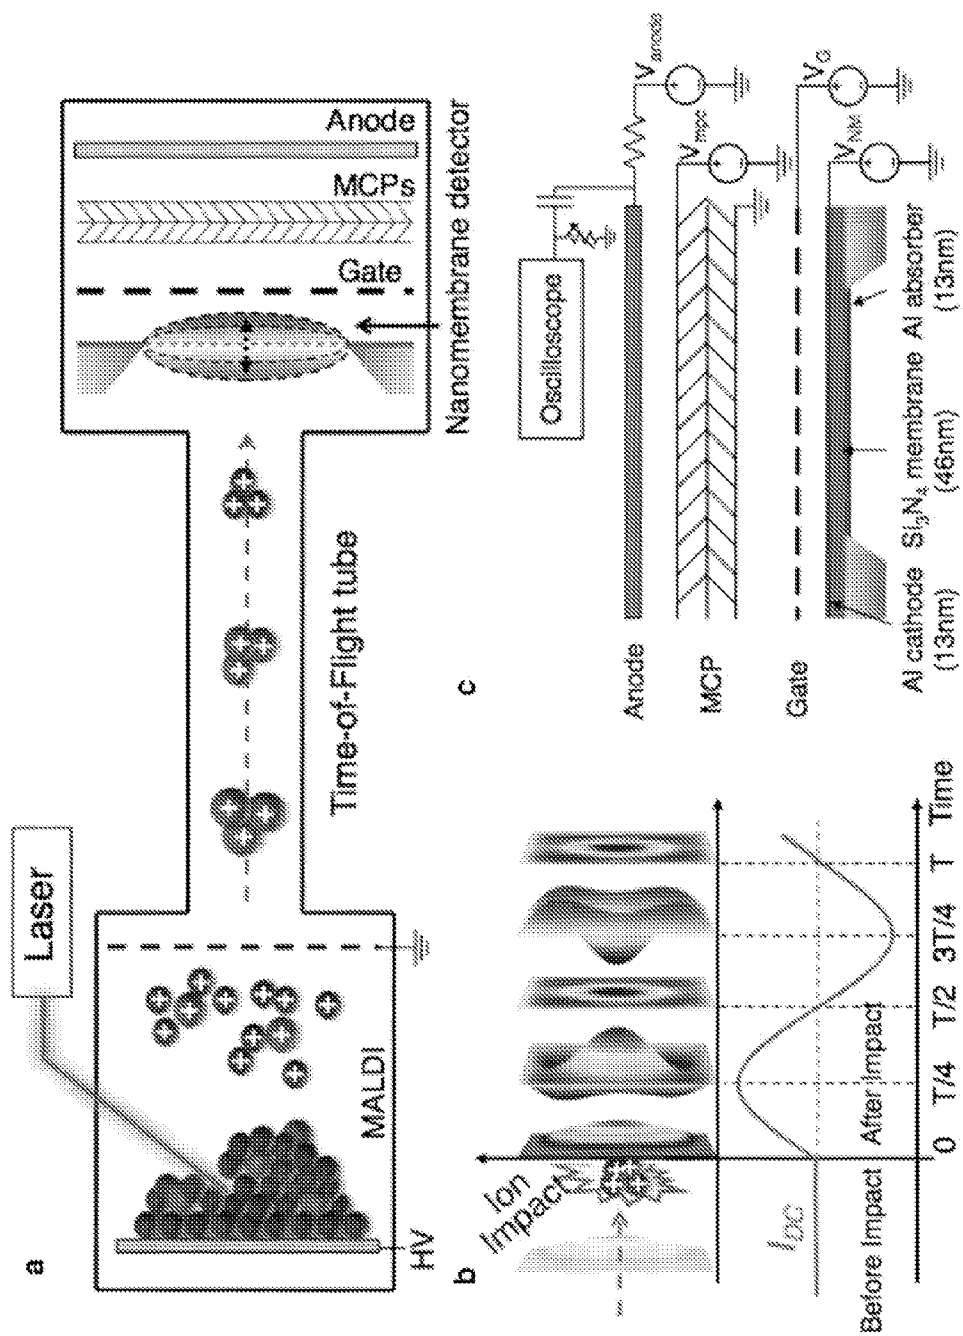 a
Laser
HV
MALDI
Time-of-Flight tube
Gate
MCPs
Anode
Nanomembrane detector
b
Ion
Impact
I_DC
Before Impact
After Impact
0
T/4
T/2
3T/4
T
Time
c
Oscilloscope
Anode
MCP
Gate
V_anode
V_mpc
V_G
V_NM
Al cathode
(13nm)
Si₃N₄ membrane
(46nm)
Al absorber
(13nm)